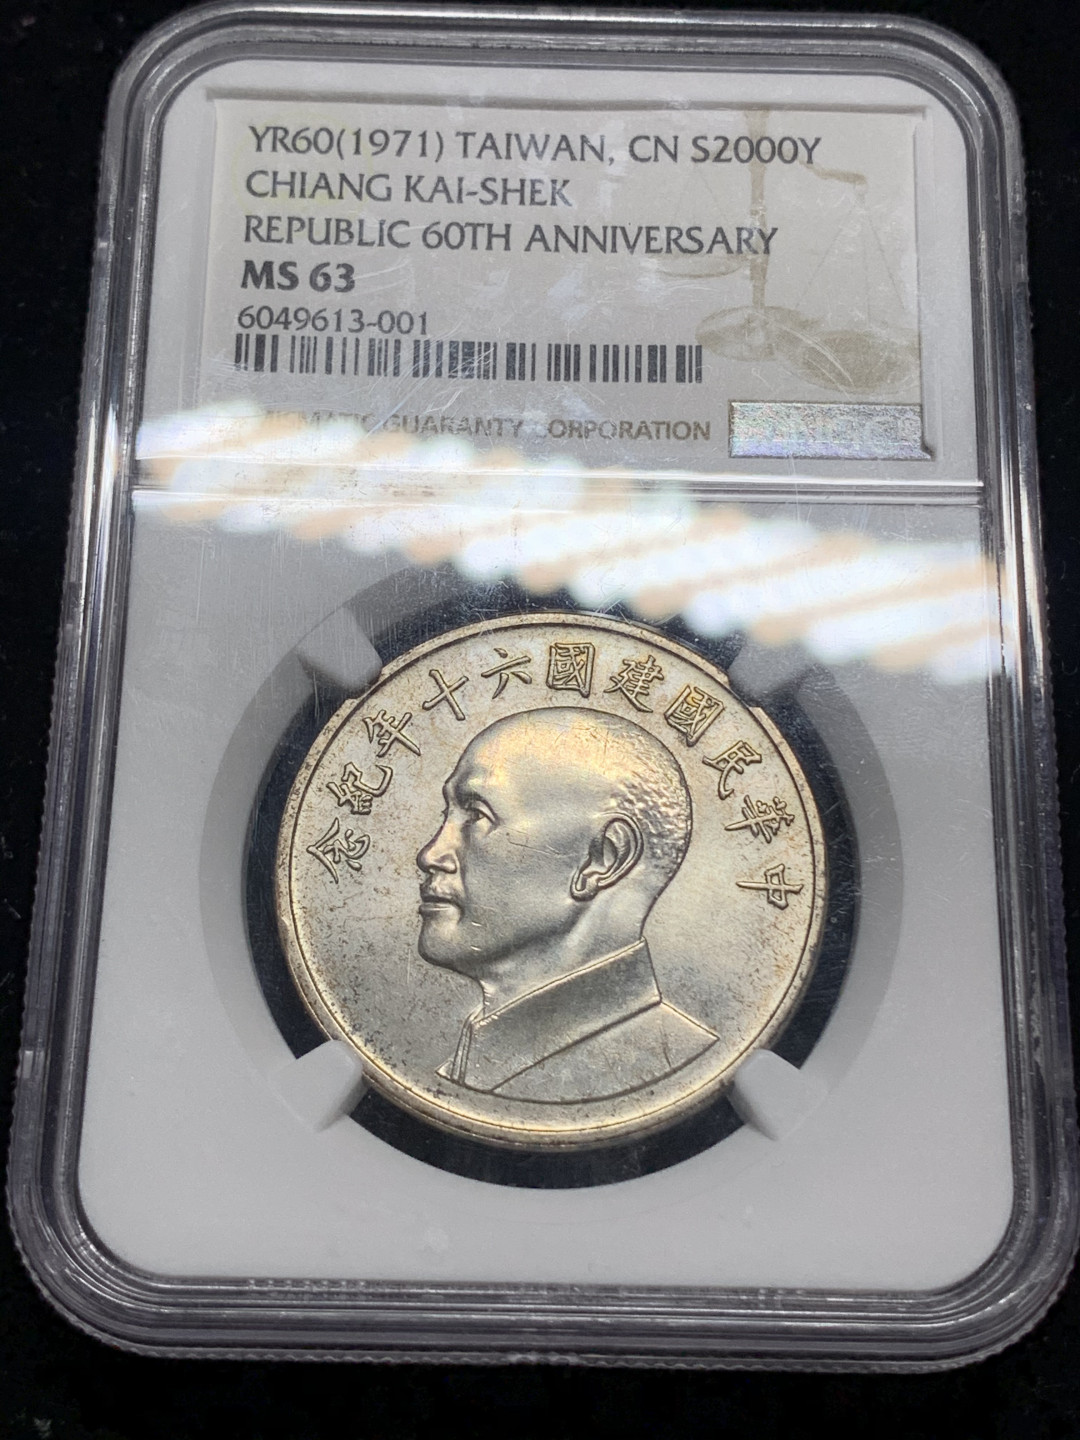 YR60(1971) TAIWAN, CN S2000Y
CHIANG KAI-SHEK
REPUBLIC 60TH ANNIVERSARY
MS 63
6049613-001
GUARANTY CORPORATION
中華民國建國六十年紀念